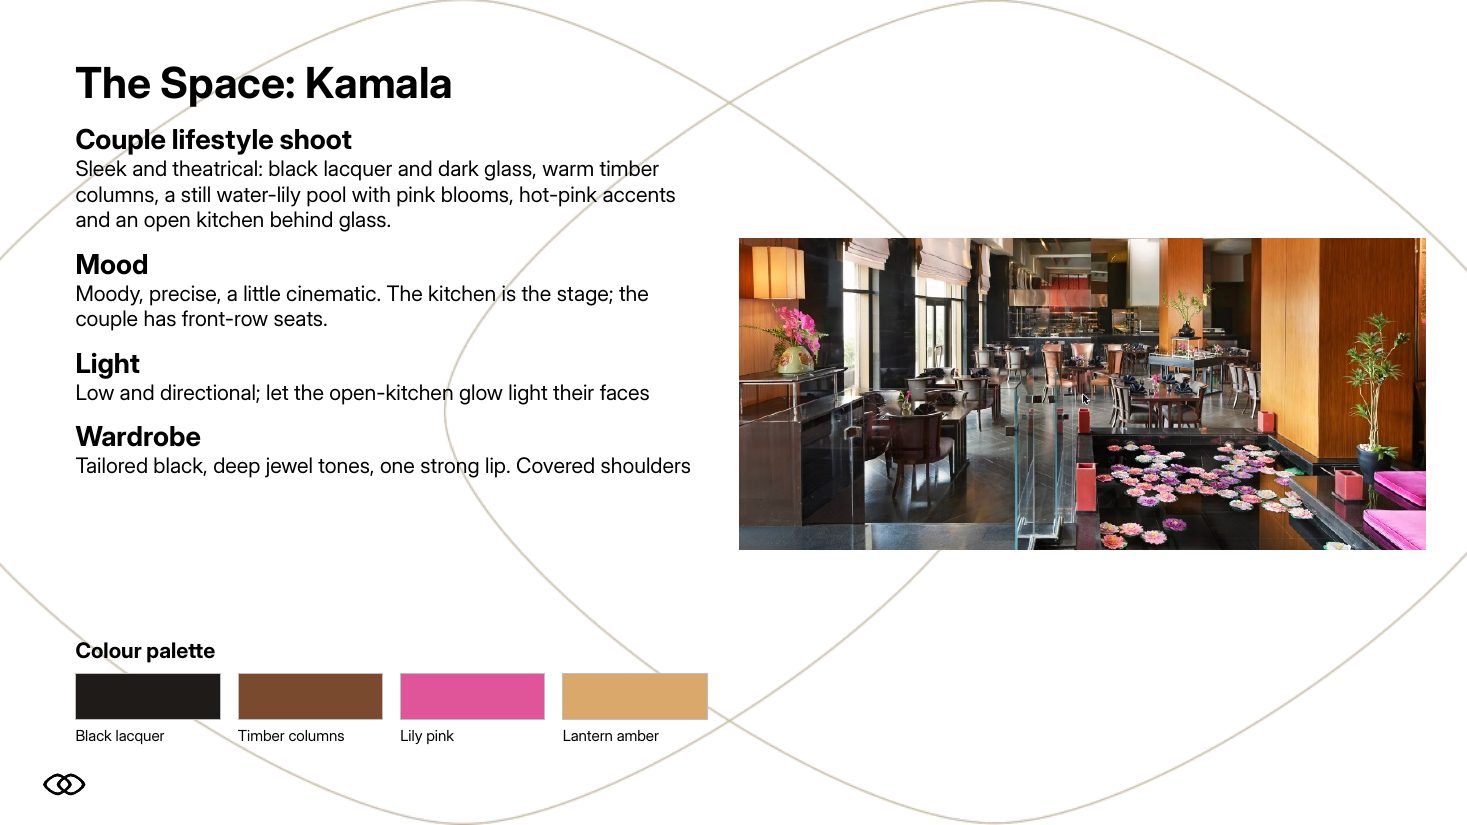 The Space: Kamala
Couple lifestyle shoot
Sleek and theatrical: black lacquer and dark glass, warm timber
columns, a still water-lily pool with pink blooms, hot-pink accents
and an open kitchen behind glass.
Mood
Moody, precise, a little cinematic. The kitchen is the stage; the
couple has front-row seats.
Light
Low and directional; let the open-kitchen glow light their faces
Wardrobe
Tailored black, deep jewel tones, one strong lip. Covered shoulders
Colour palette
Black lacquer
Timber columns
Lily pink
Lantern amber